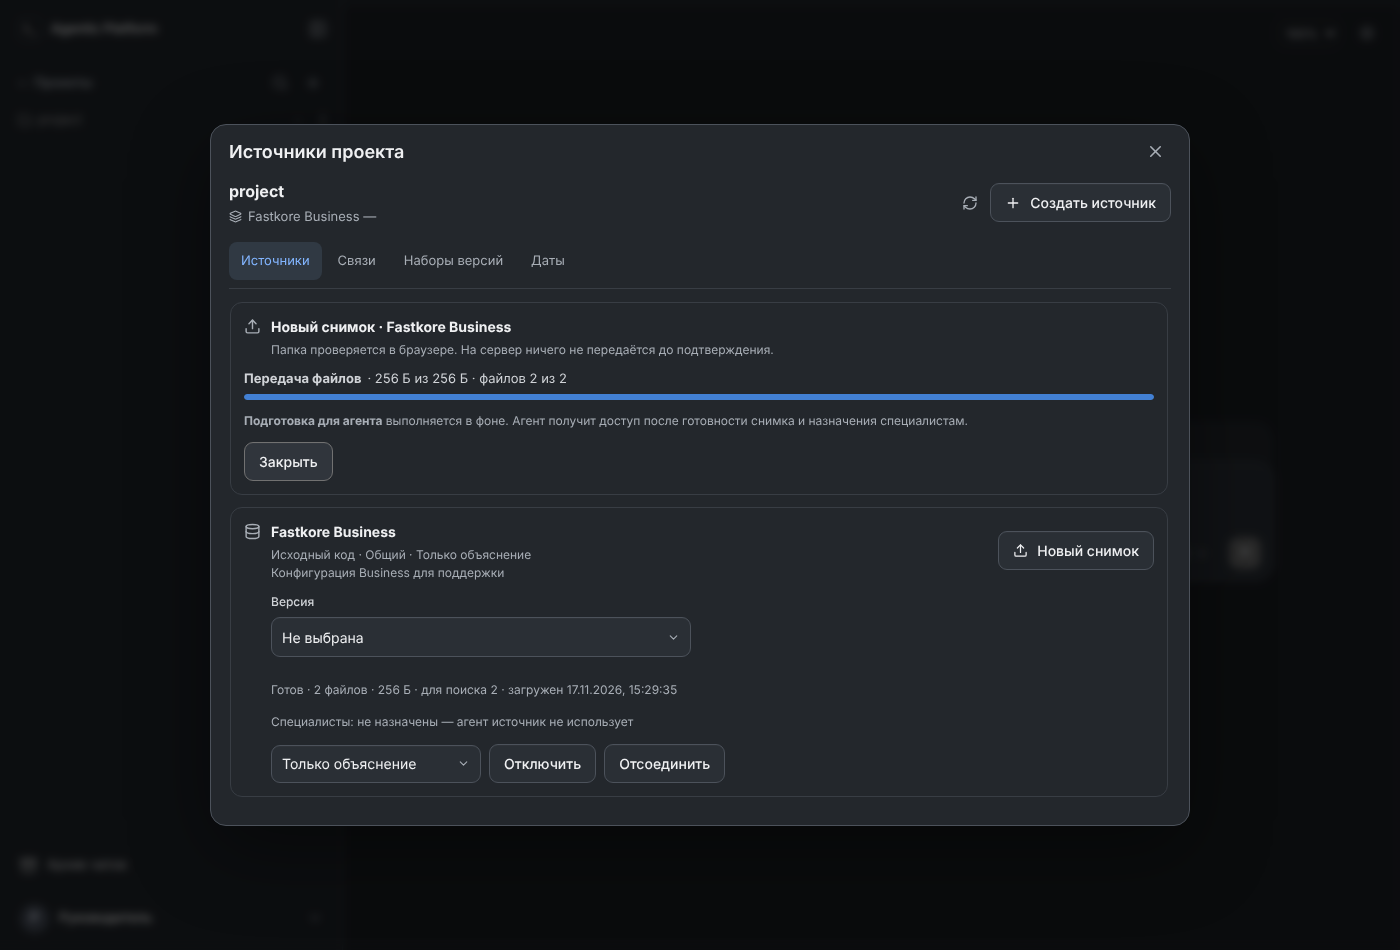 Agents Platform
Проекты
Источники проекта
project
Fastkore Business —
Создать источник
Источники
Связи
Наборы версий
Даты
Новый снимок · Fastkore Business
Папка проверяется в браузере. На сервер ничего не передаётся до подтверждения.
Передача файлов · 256 Б из 256 Б · файлов 2 из 2
Подготовка для агента выполняется в фоне. Агент получит доступ после готовности снимка и назначения специалистам.
Закрыть
Fastkore Business
Исходный код · Общий · Только объяснение
Конфигурация Business для поддержки
Новый снимок
Версия
Не выбрана
Готов · 2 файлов · 256 Б · для поиска 2 · загружен 17.11.2026, 15:29:35
Специалисты: не назначены — агент источник не использует
Только объяснение
Отключить
Отсоединить